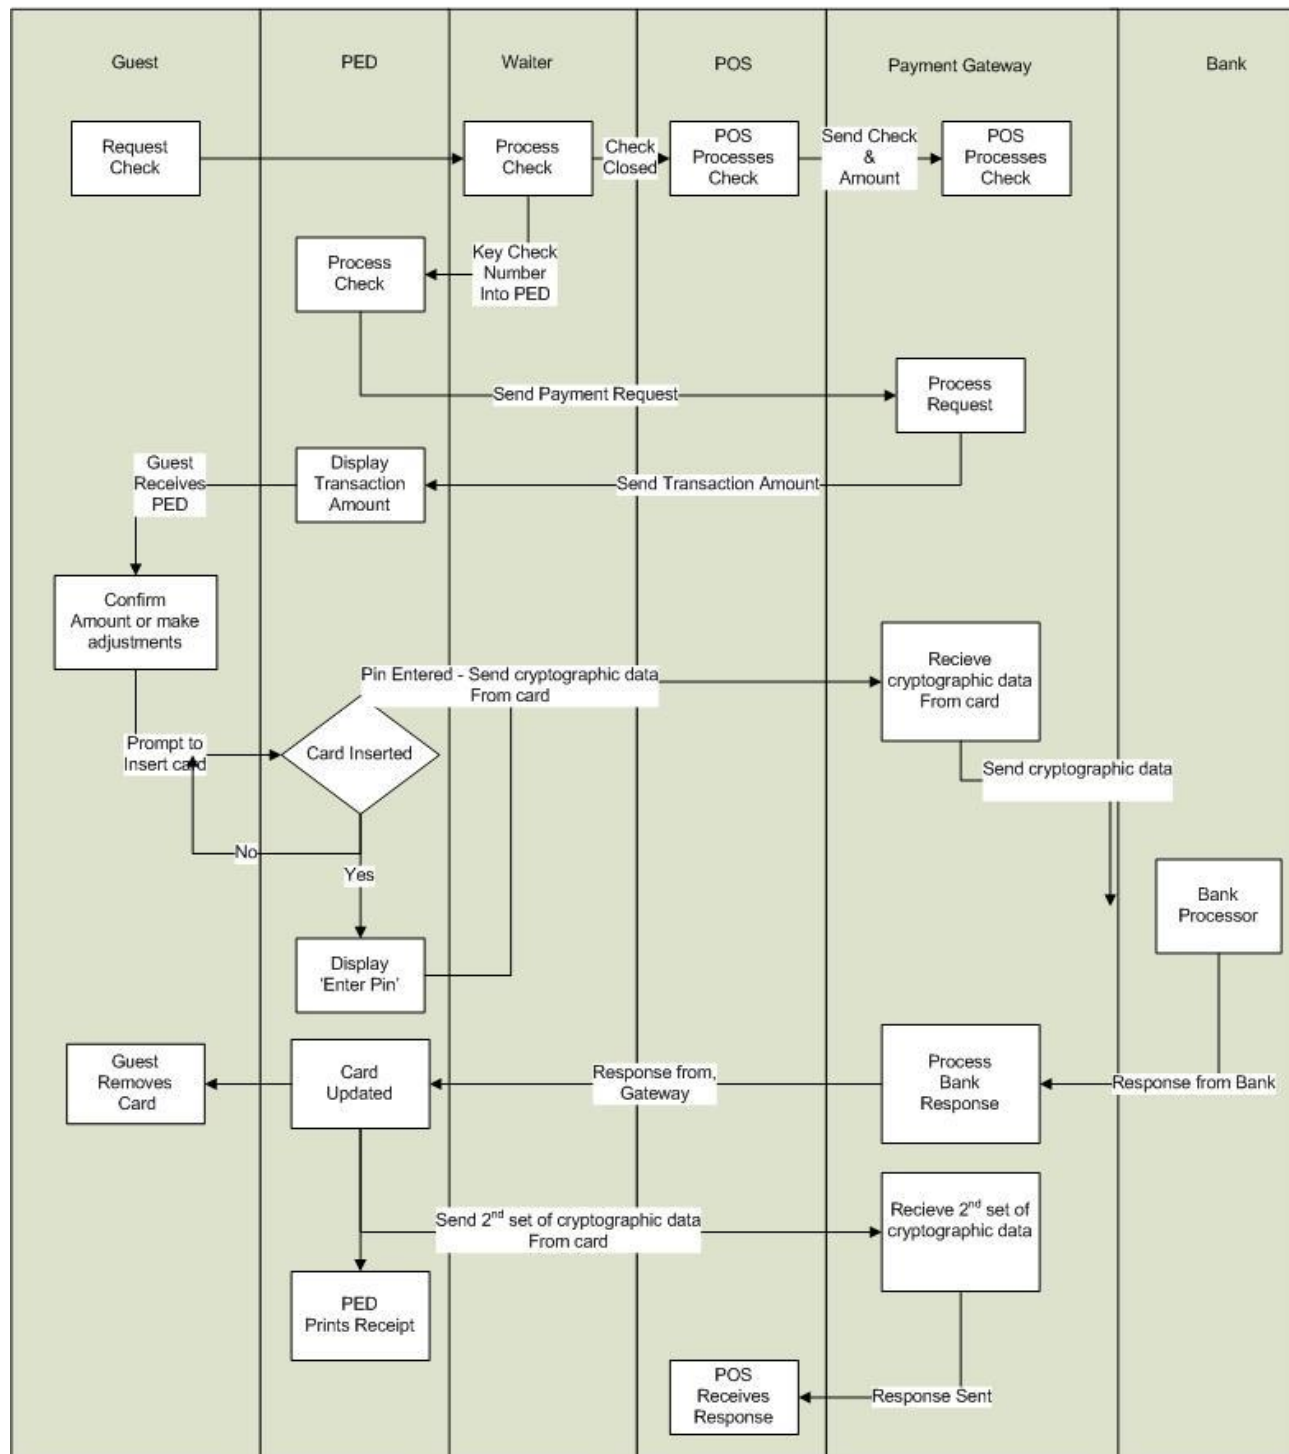 Guest
PED
Waiter
POS
Payment Gateway
Bank
Request
Check
Process
Check
Check
Closed
POS
Processes
Check
Send Check
&
Amount
POS
Processes
Check
Process
Check
Key Check
Number
Into PED
Send Payment Request
Process
Request
Guest
Receives
PED
Display
Transaction
Amount
Send Transaction Amount
Confirm
Amount or make
adjustments
Pin Entered - Send cryptographic data
From card
Recieve
cryptographic data
From card
Prompt to
Insert card
Card Inserted
Send cryptographic data
No
Yes
Bank
Processor
Display
'Enter Pin'
Guest
Removes
Card
Card
Updated
Response from,
Gateway
Process
Bank
Response
Response from Bank
Send 2nd set of cryptographic data
From card
Recieve 2nd set of
cryptographic data
PED
Prints Receipt
POS
Receives
Response
Response Sent